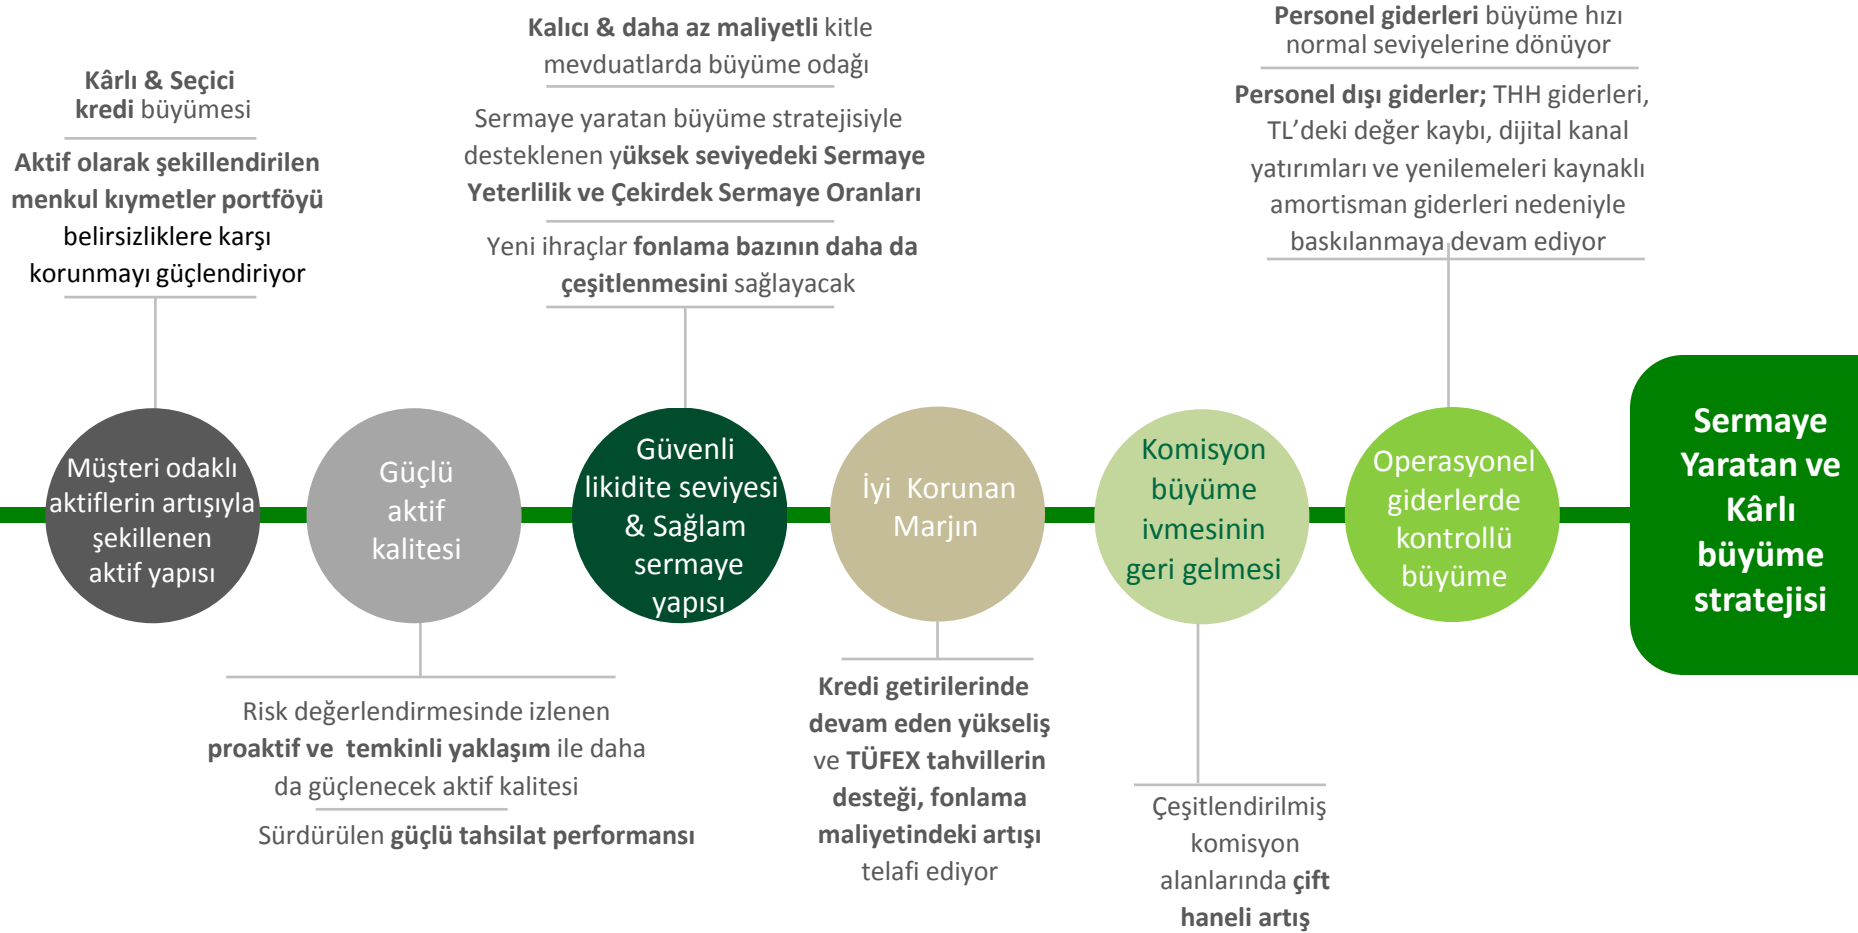 Kârlı & Seçici
kredi büyümesi
Aktif olarak şekillendirilen
menkul kıymetler portföyü
belirsizliklere karşı
korunmayı güçlendiriyor
Kalıcı & daha az maliyetli kitle
mevduatlarda büyüme odağı
Sermaye yaratan büyüme stratejisiyle
desteklenen yüksek seviyedeki Sermaye
Yeterlilik ve Çekirdek Sermaye Oranları
Yeni ihraçlar fonlama bazının daha da
çeşitlenmesini sağlayacak
Personel giderleri büyüme hızı
normal seviyelerine dönüyor
Personel dışı giderler; THH giderleri,
TL’deki değer kaybı, dijital kanal
yatırımları ve yenilemeleri kaynaklı
amortisman giderleri nedeniyle
baskılanmaya devam ediyor
Müşteri odaklı
aktiflerin artışıyla
şekillenen
aktif yapısı
Güçlü
aktif
kalitesi
Güvenli
likidite seviyesi
& Sağlam
sermaye
yapısı
İyi Korunan
Marjın
Komisyon
büyüme
ivmesinin
geri gelmesi
Operasyonel
giderlerde
kontrollü
büyüme
Sermaye
Yaratan ve
Kârlı
büyüme
stratejisi
Risk değerlendirmesinde izlenen
proaktif ve temkinli yaklaşım ile daha
da güçlenecek aktif kalitesi
Sürdürülen güçlü tahsilat performansı
Kredi getirilerinde
devam eden yükseliş
ve TÜFEX tahvillerin
desteği, fonlama
maliyetindeki artışı
telafi ediyor
Çeşitlendirilmiş
komisyon
alanlarında çift
haneli artış